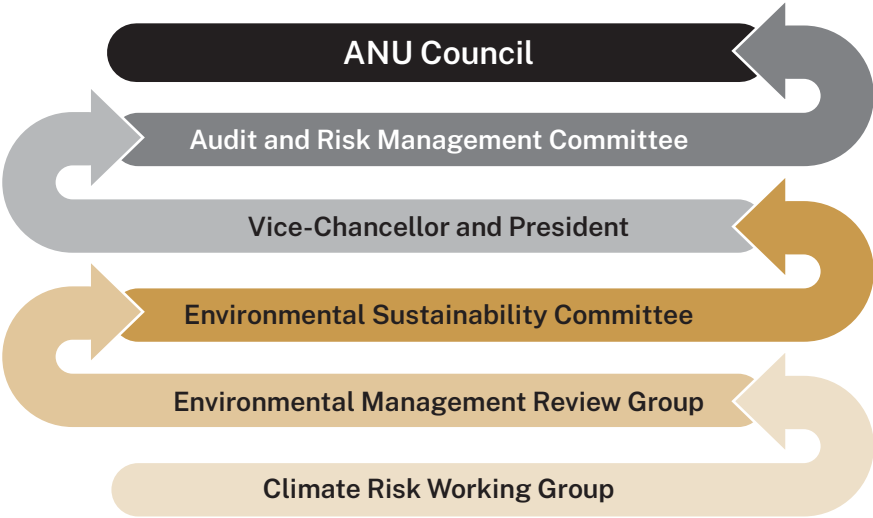 ANU Council
Audit and Risk Management Committee
Vice-Chancellor and President
Environmental Sustainability Committee
Environmental Management Review Group
Climate Risk Working Group